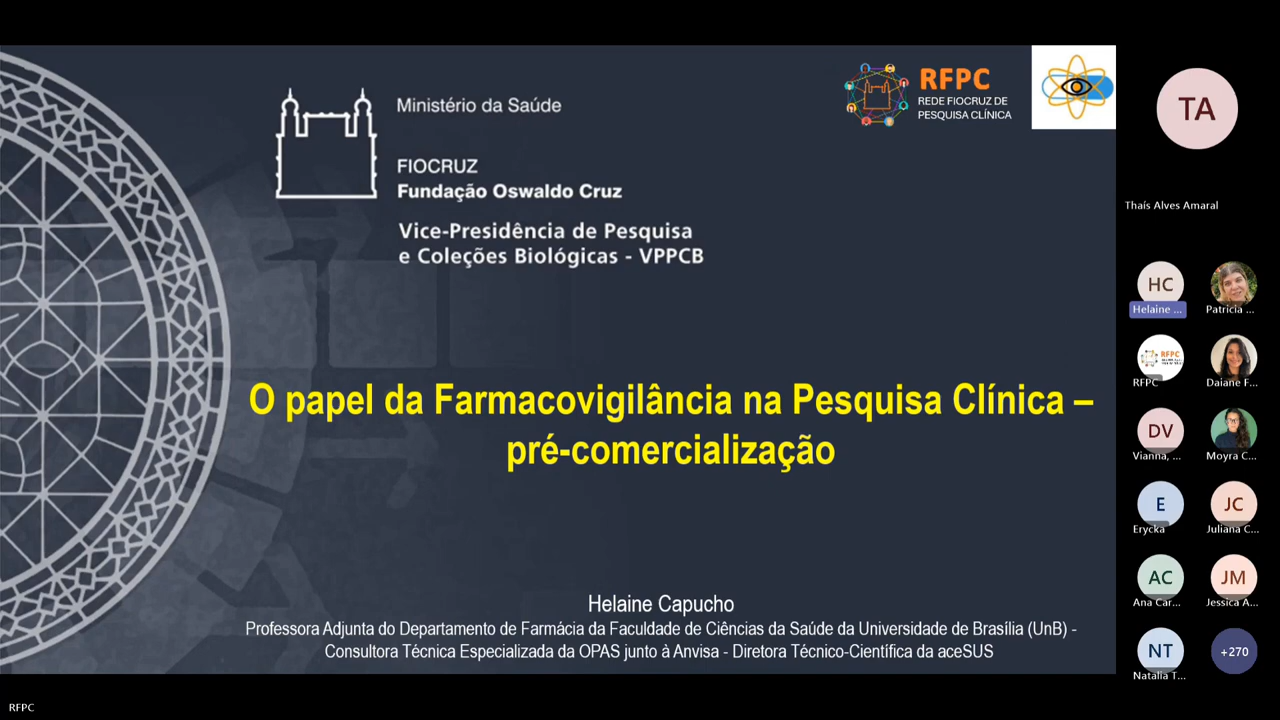 Ministério da Saúde
FIOCRUZ
Fundação Oswaldo Cruz
Vice-Presidência de Pesquisa
e Coleções Biológicas - VPPCB
RFPC
REDE FIOCRUZ DE
PESQUISA CLÍNICA
O papel da Farmacovigilância na Pesquisa Clínica –
pré-comercialização
Helaine Capucho
Professora Adjunta do Departamento de Farmácia da Faculdade de Ciências da Saúde da Universidade de Brasília (UnB) -
Consultora Técnica Especializada da OPAS junto à Anvisa - Diretora Técnico-Científica da aceSUS
TA
Thaís Alves Amaral
HC
Helaine ...
Patricia ...
RFPC
RFPC
Daiane F...
DV
Vianna, ...
Moyra C...
E
Erycka
JC
Juliana C...
AC
Ana Car...
JM
Jessica A...
NT
Natalia T...
+270
RFPC